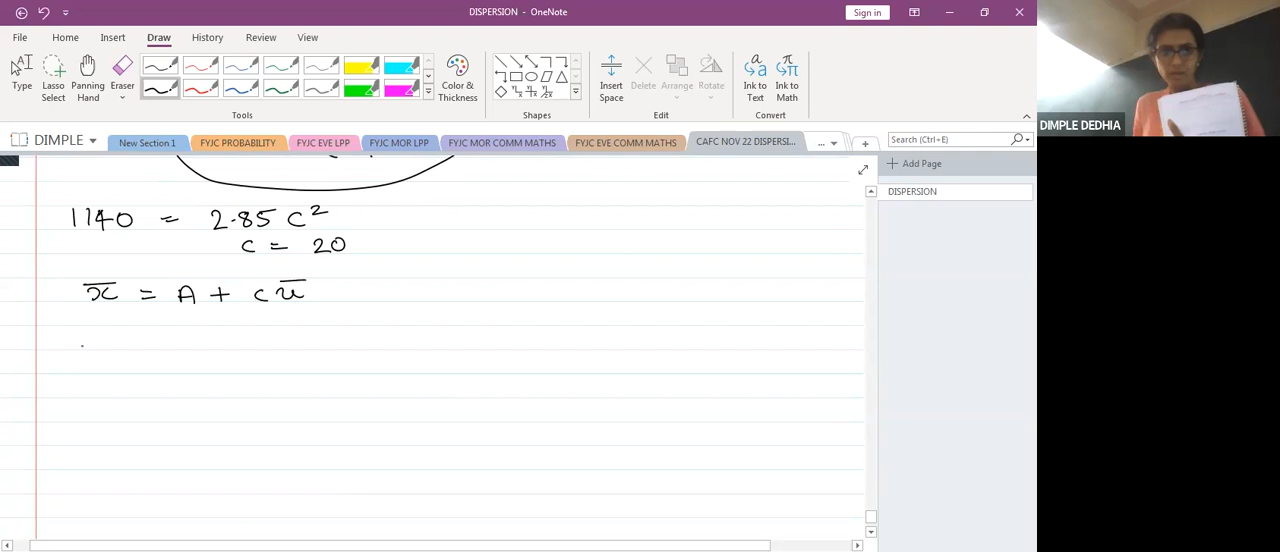 DISPERSION - OneNote
Sign in
File Home Insert Draw History Review View
Type
Lasso Select
Panning Hand
Eraser
Color & Thickness
Insert Space
Delete
Arrange
Rotate
Ink to Text
Ink to Math
Tools
Shapes
Edit
Convert
DIMPLE
New Section 1
FYJC PROBABILITY
FYJC EVE LPP
FYJC MOR LPP
FYJC MOR COMM MATHS
FYJC EVE COMM MATHS
CAFC NOV 22 DISPERSI...
...
Search (Ctrl+E)
Add Page
DISPERSION
1140 = 2.85 c²
c = 20
x̅ = A + c u̅
DIMPLE DEDHIA